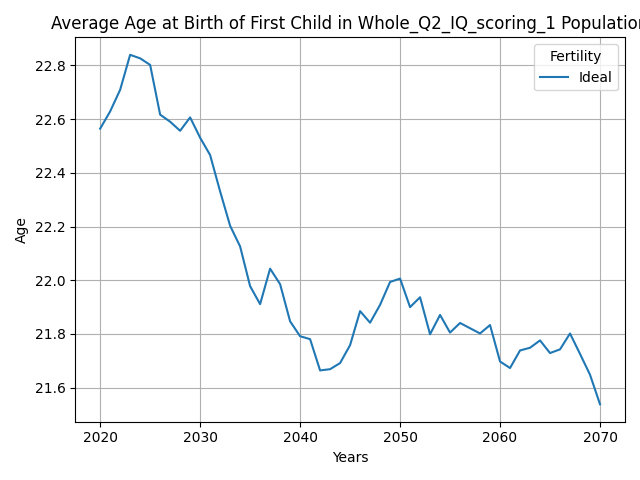 Average Age at Birth of First Child in Whole_Q2_IQ_scoring_1 Population
Fertility
Ideal
22.8
22.6
22.4
22.2
22.0
21.8
21.6
Age
2020 2030 2040 2050 2060 2070
Years